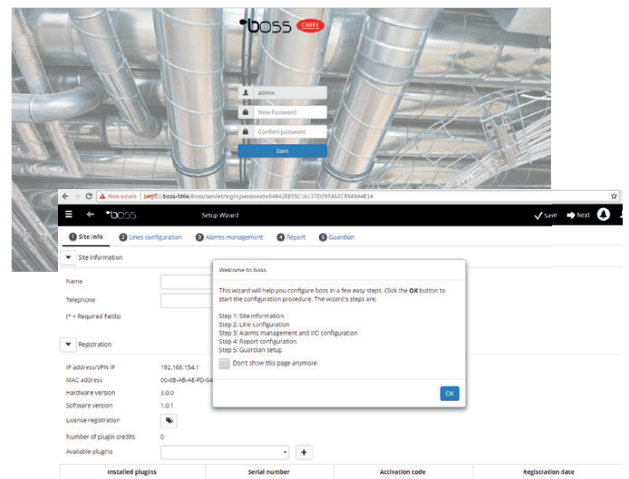 boss CAREL
admin
New Password
Confirm password
Save
Non sicuro
boss Setup Wizard Save Next
1 Site info 2 Lines configuration 3 Alarms management 4 Report 5 Guardian
Site information
Name
Telephone
(* = Required fields)
Registration
IP address/VPN IP 192.168.154.1
MAC address
Hardware version 3.0.0
Software version 1.0.1
License registration
Number of plugin credits 0
Available plugins
Installed plugins Serial number Activation code Registration date
Welcome to boss
This wizard will help you configure boss in a few easy steps. Click the OK button to
start the configuration procedure. The wizard's steps are:
Step 1: Site information
Step 2: Line configuration
Step 3: Alarms management and I/O configuration
Step 4: Report configuration
Step 5: Guardian setup
Don't show this page anymore
OK